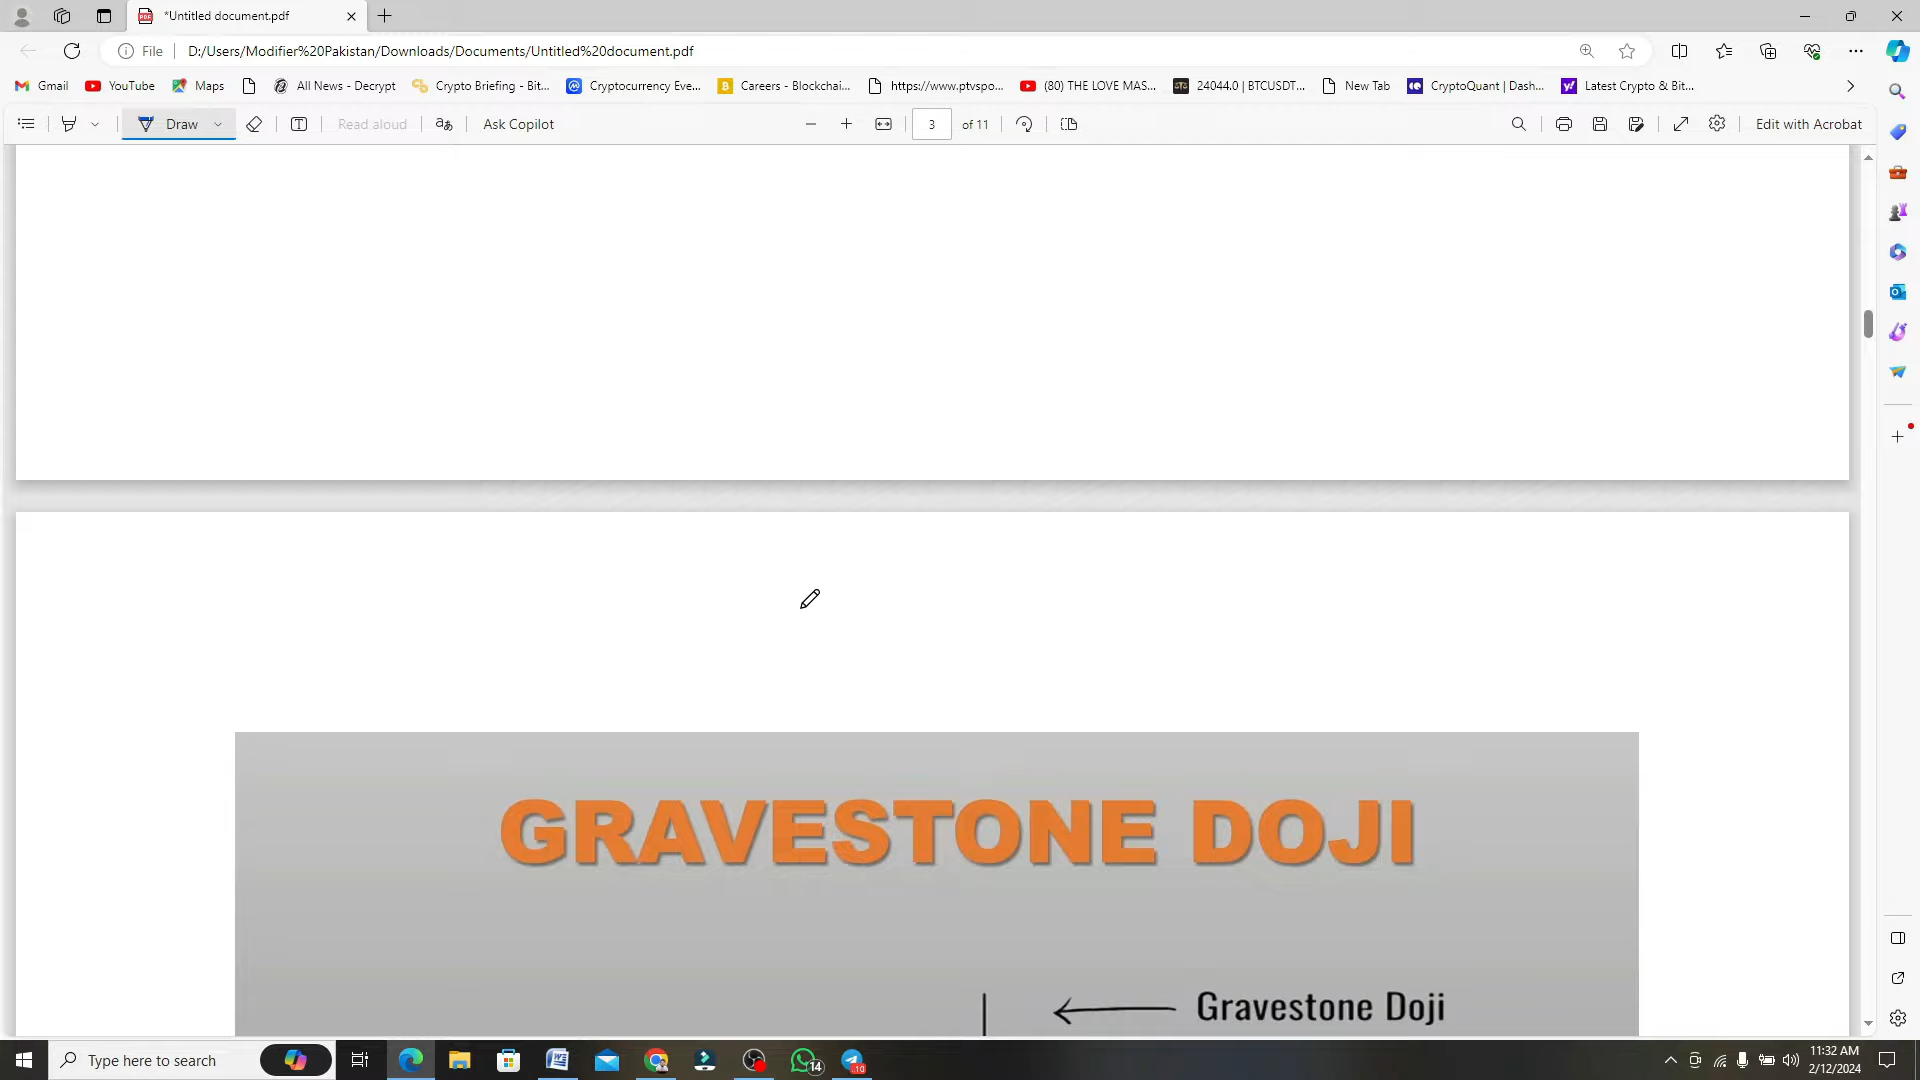 *Untitled document.pdf
File
D:/Users/Modifier%20Pakistan/Downloads/Documents/Untitled%20document.pdf
Gmail
YouTube
Maps
All News - Decrypt
Crypto Briefing - Bit...
Cryptocurrency Eve...
Careers - Blockchai...
https://www.ptvspo...
(80) THE LOVE MAS...
24044.0 | BTCUSDT...
New Tab
CryptoQuant | Dash...
Latest Crypto & Bit...
Draw
Read aloud
Ask Copilot
3
of 11
Edit with Acrobat
GRAVESTONE DOJI
Gravestone Doji
Type here to search
14
10
11:32 AM
2/12/2024